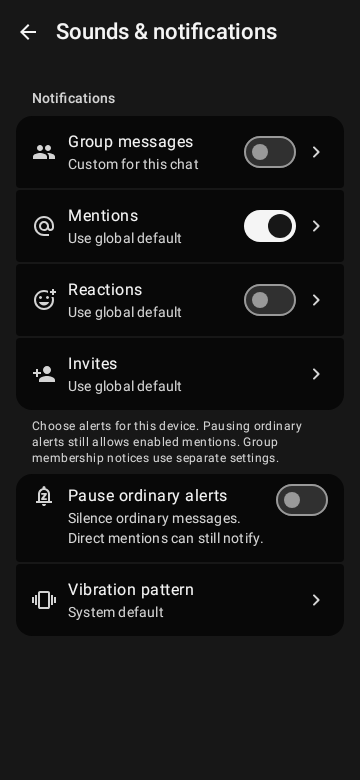 Sounds & notifications
Notifications
Group messages
Custom for this chat
Mentions
Use global default
Reactions
Use global default
Invites
Use global default
Choose alerts for this device. Pausing ordinary
alerts still allows enabled mentions. Group
membership notices use separate settings.
Pause ordinary alerts
Silence ordinary messages.
Direct mentions can still notify.
Vibration pattern
System default